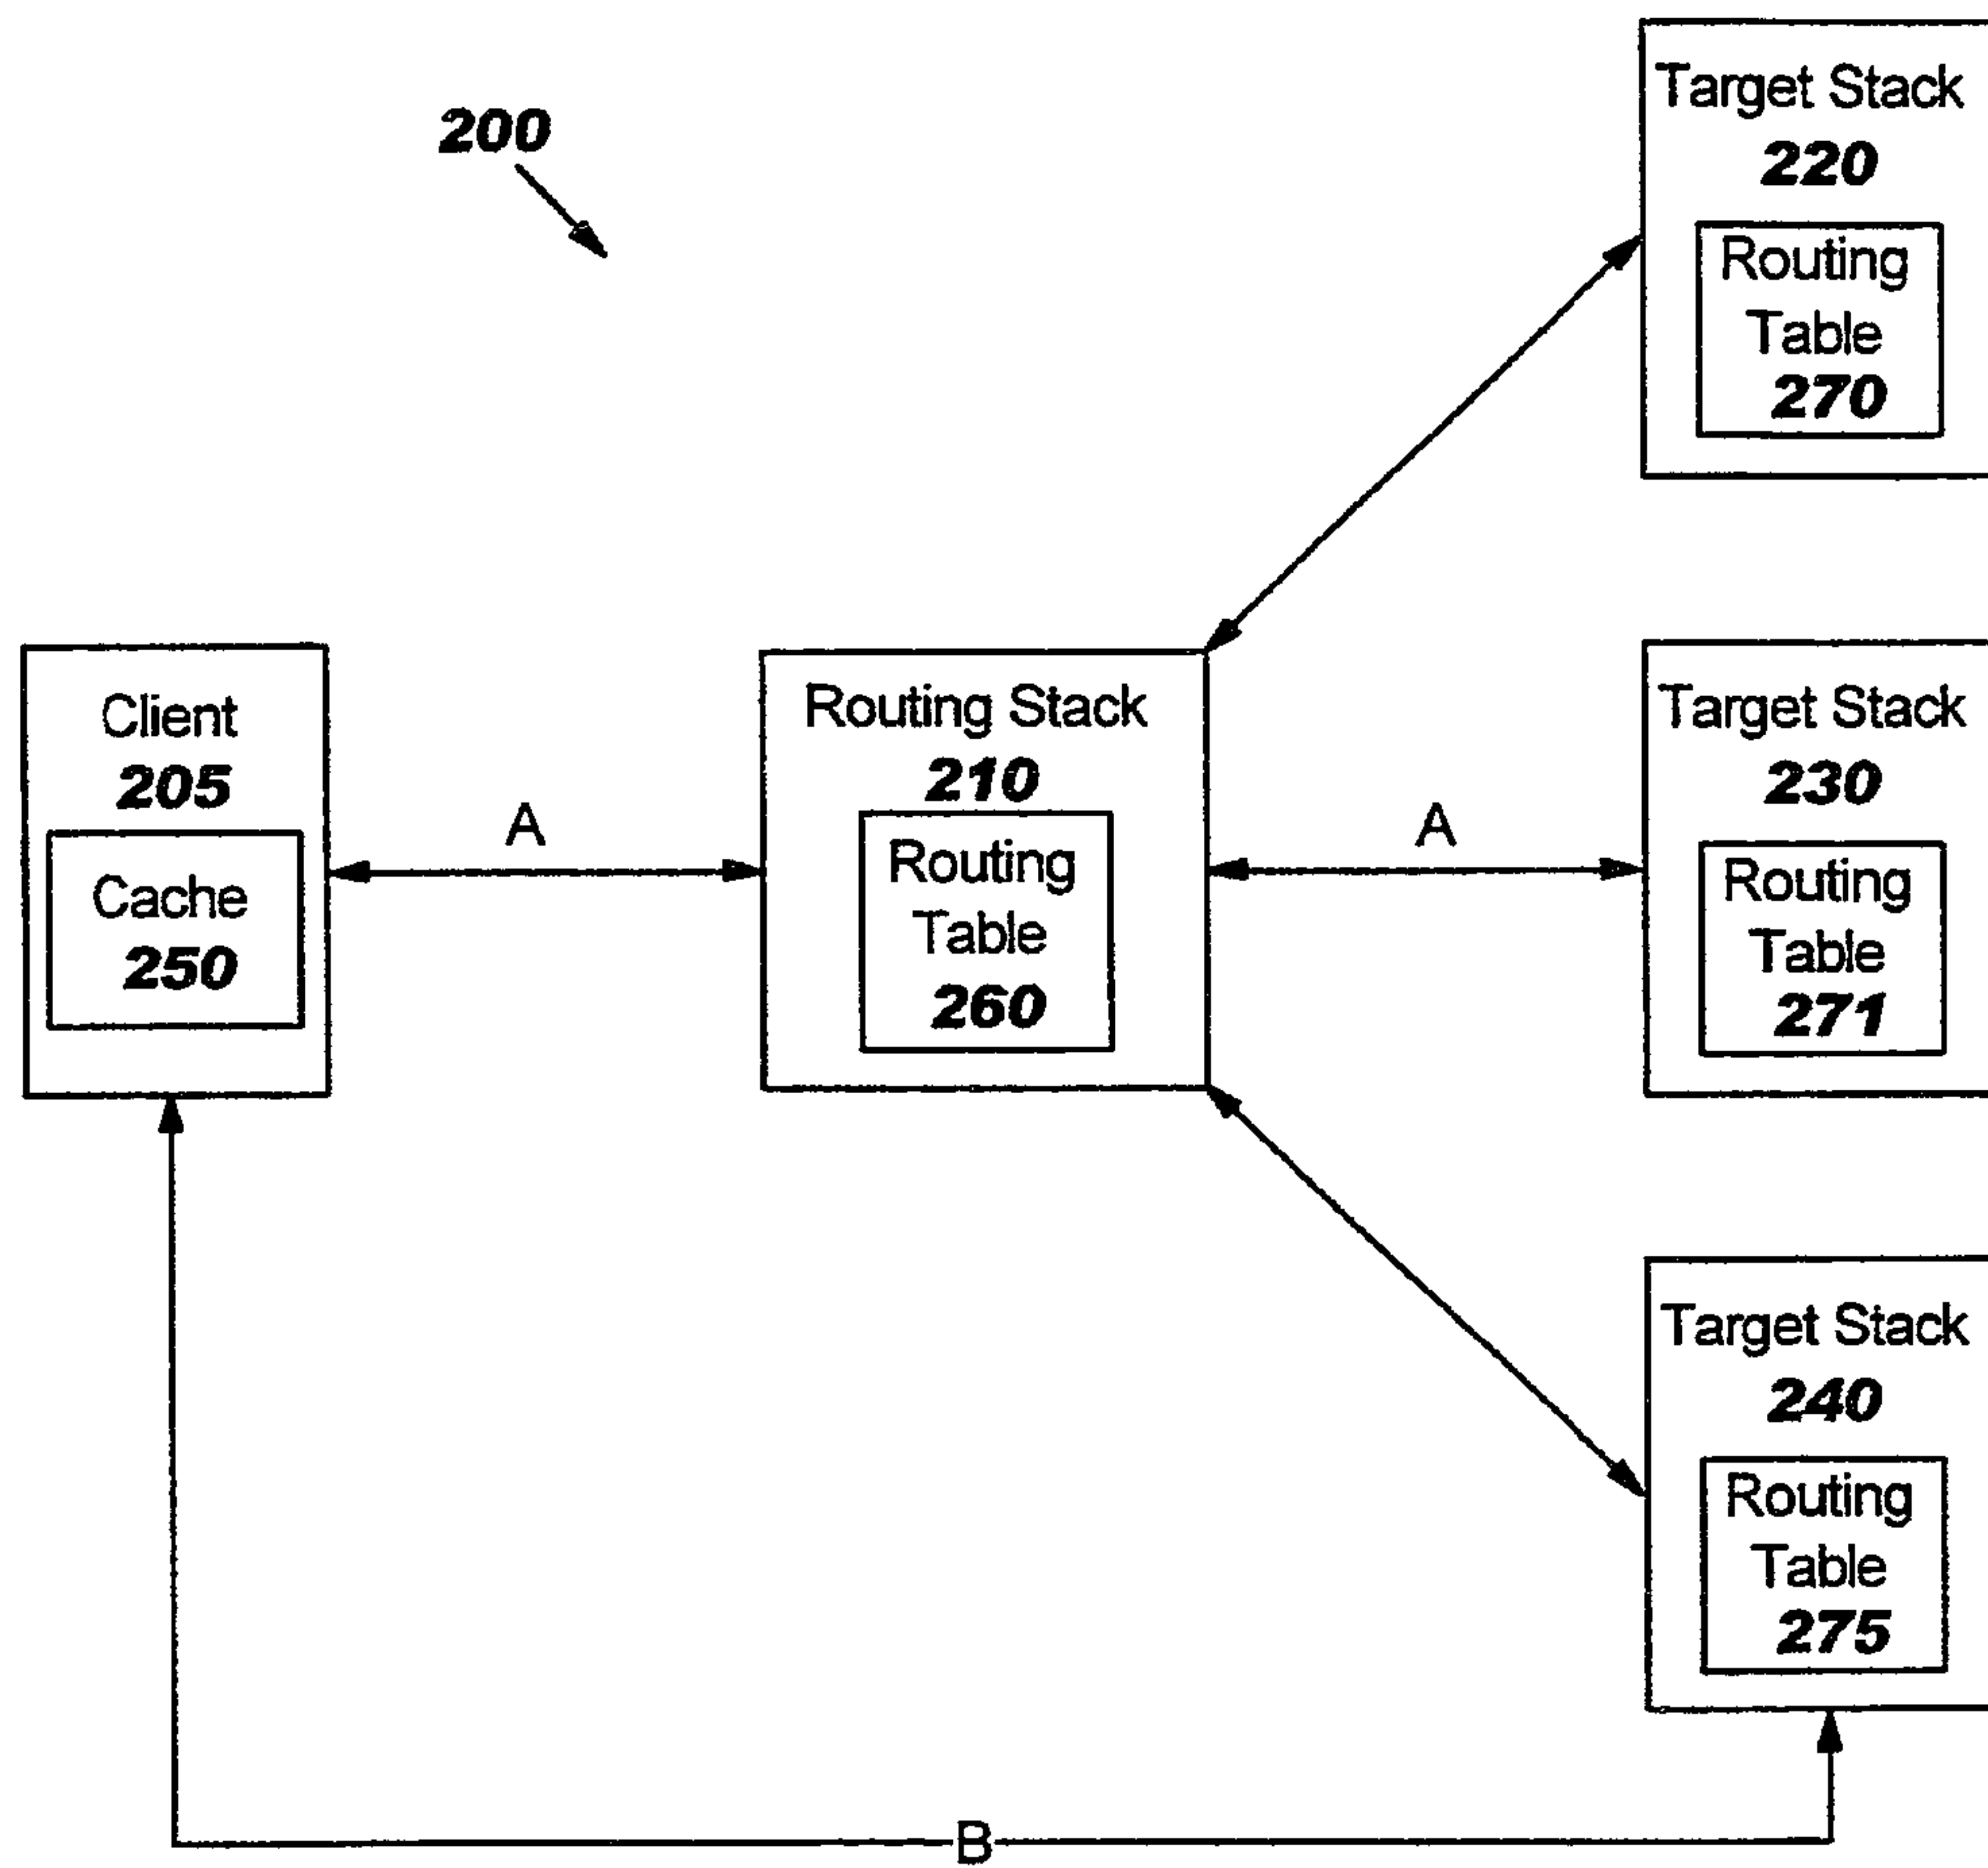 200
Target Stack
220
Routing
Table
270
Client
205
Cache
250
A
Routing Stack
210
Routing
Table
260
A
Target Stack
230
Routing
Table
271
Target Stack
240
Routing
Table
275
B